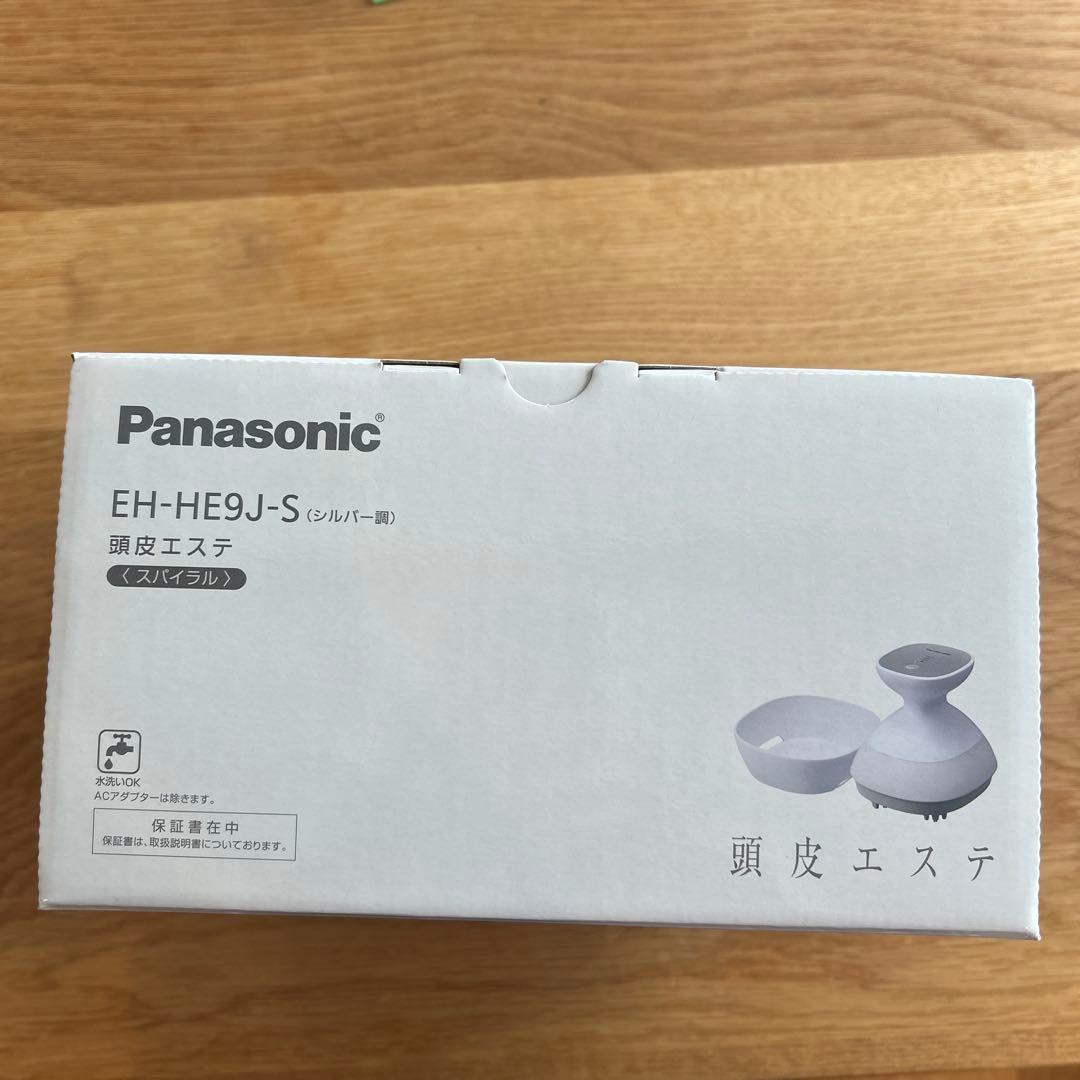 Panasonic®
EH-HE9J-S（シルバー調）
頭皮エステ
〈スパイラル〉
水洗いOK
ACアダプターは除きます。
保証書在中
保証書は、取扱説明書についております。
頭皮エステ